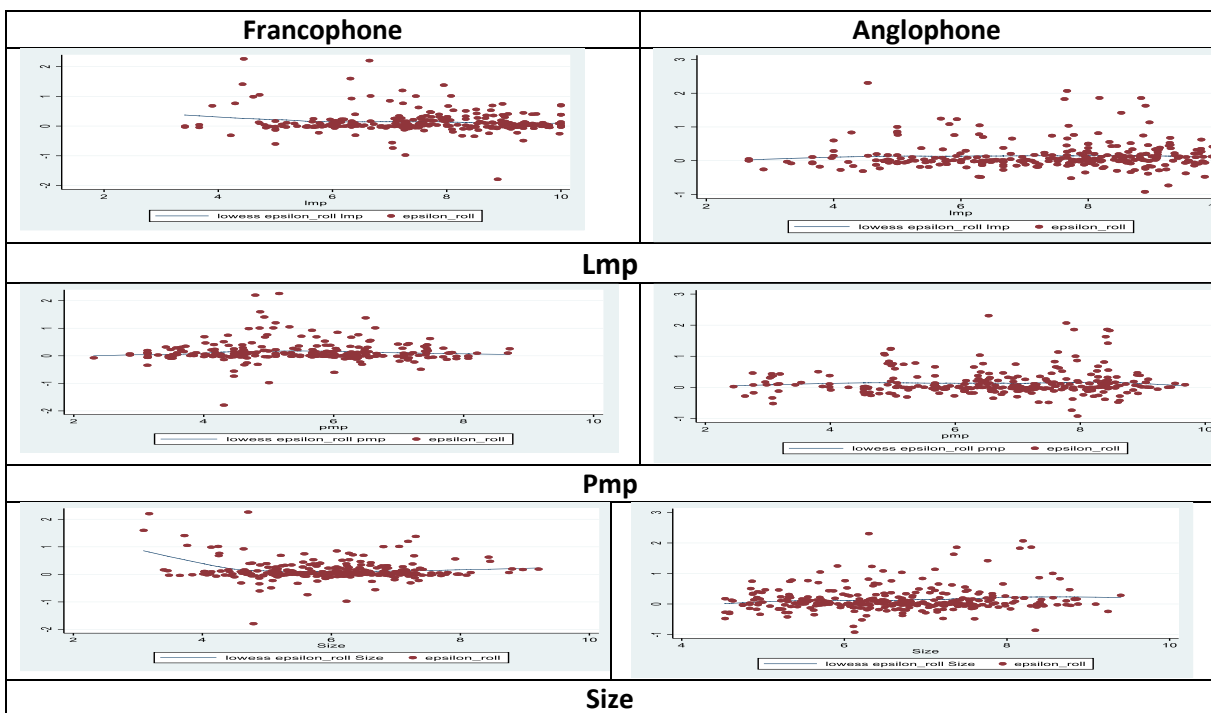 Francophone Anglophone
2
1
0
-1
-2
2 4 6 8 10
lmp
lowess epsilon_roll lmp epsilon_roll
3
2
1
0
-1
2 4 6 8 10
lmp
lowess epsilon_roll lmp epsilon_roll
Lmp
2
1
0
-1
-2
4 6 8 10
pmp
lowess epsilon_roll pmp epsilon_roll
3
2
1
0
-1
2 4 6 8 10
pmp
lowess epsilon_roll pmp epsilon_roll
Pmp
2
1
0
-1
-2
2 4 6 8 10
Size
lowess epsilon_roll Size epsilon_roll
3
2
1
0
-1
4 6 8 10
Size
lowess epsilon_roll Size epsilon_roll
Size